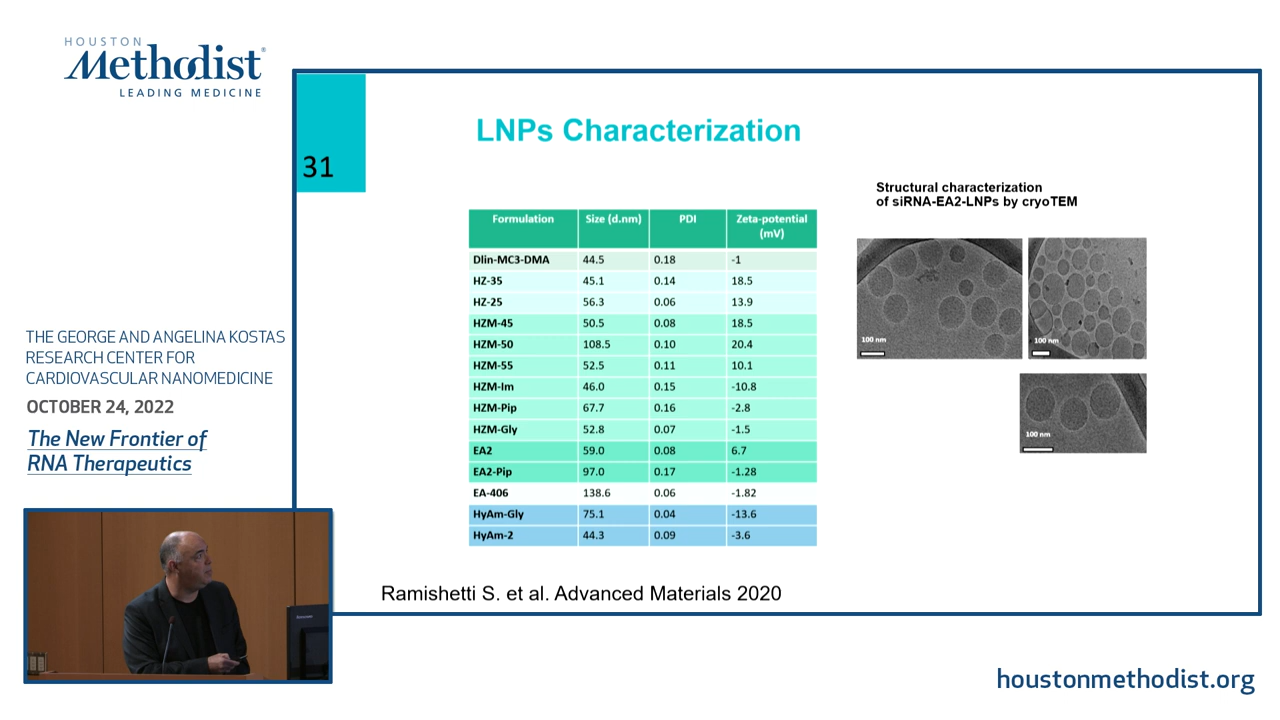 HOUSTON
Methodist®
LEADING MEDICINE
31
LNPs Characterization
Structural characterization
of siRNA-EA2-LNPs by cryoTEM
Formulation Size (d.nm) PDI Zeta-potential (mV)
Dlin-MC3-DMA 44.5 0.18 -1
HZ-35 45.1 0.14 18.5
HZ-25 56.3 0.06 13.9
HZM-45 50.5 0.08 18.5
HZM-50 108.5 0.10 20.4
HZM-55 52.5 0.11 10.1
HZM-Im 46.0 0.15 -10.8
HZM-Pip 67.7 0.16 -2.8
HZM-Gly 52.8 0.07 -1.5
EA2 59.0 0.08 6.7
EA2-Pip 97.0 0.17 -1.28
EA-406 138.6 0.06 -1.82
HyAm-Gly 75.1 0.04 -13.6
HyAm-2 44.3 0.09 -3.6
100 nm
100 nm
100 nm
Ramishetti S. et al. Advanced Materials 2020
THE GEORGE AND ANGELINA KOSTAS
RESEARCH CENTER FOR
CARDIOVASCULAR NANOMEDICINE
OCTOBER 24, 2022
The New Frontier of
RNA Therapeutics
houstonmethodist.org